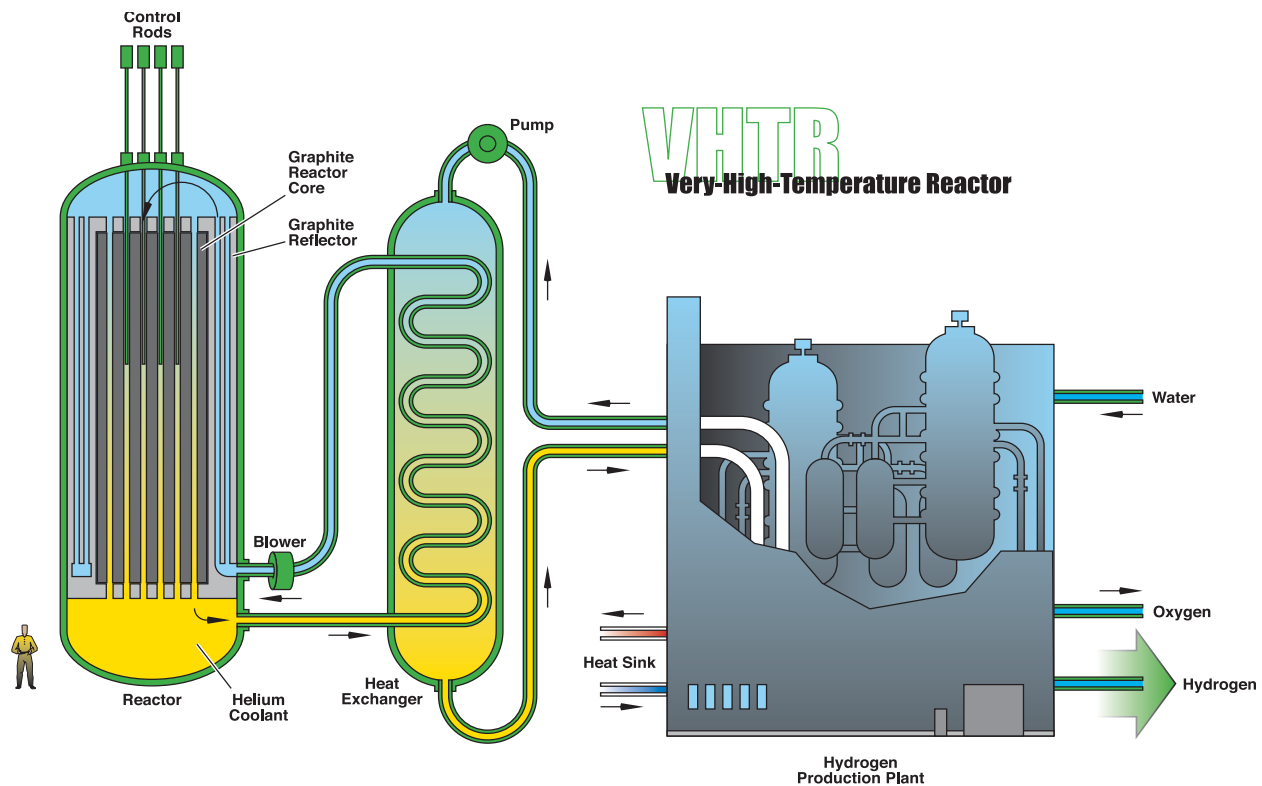 Control
Rods
Pump
VHTR
Very-High-Temperature Reactor
Graphite
Reactor
Core
Graphite
Reflector
Blower
Water
Oxygen
Heat Sink
Hydrogen
Reactor
Helium
Coolant
Heat
Exchanger
Hydrogen
Production Plant